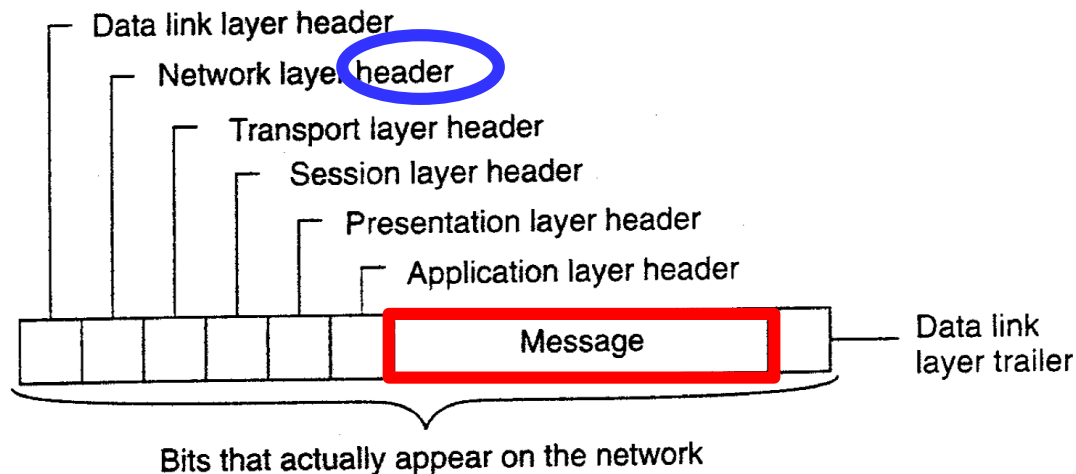 Data link layer header
Network layer header
Transport layer header
Session layer header
Presentation layer header
Application layer header
Message
Data link
layer trailer
Bits that actually appear on the network